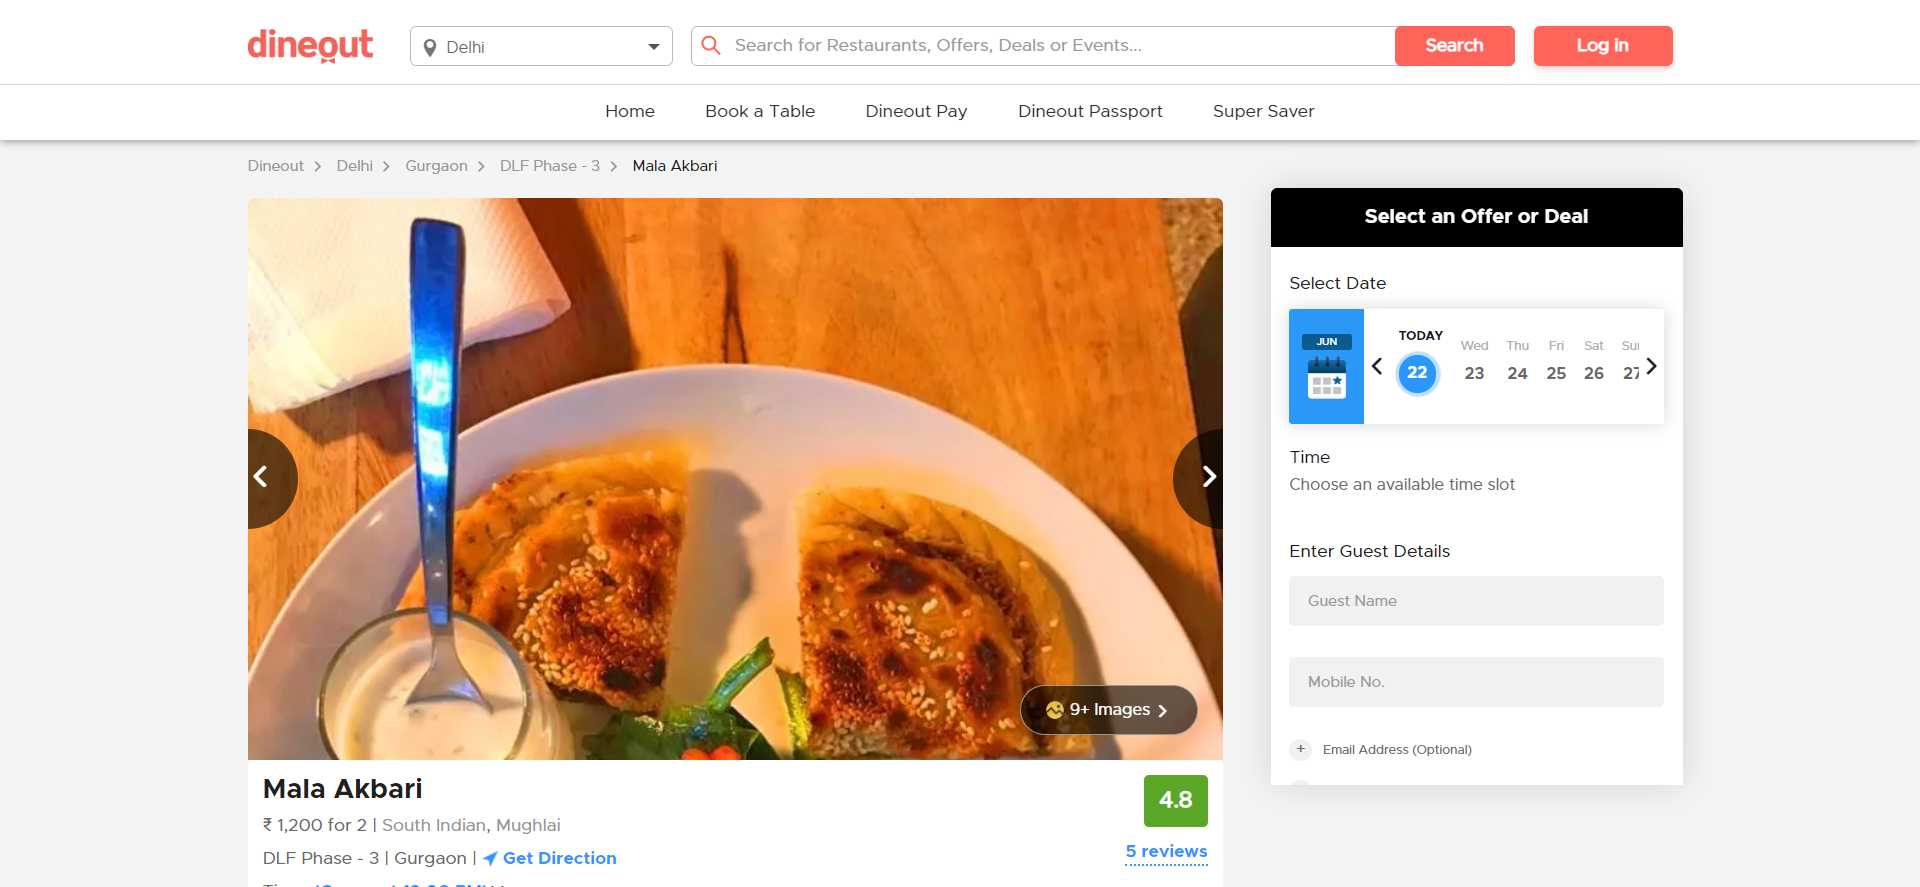 dineout
Delhi
Search for Restaurants, Offers, Deals or Events...
Search
Log in
Home
Book a Table
Dineout Pay
Dineout Passport
Super Saver
Dineout > Delhi > Gurgaon > DLF Phase - 3 > Mala Akbari
9+ Images
Mala Akbari
₹ 1,200 for 2 | South Indian, Mughlai
DLF Phase - 3 | Gurgaon | Get Direction
4.8
5 reviews
Select an Offer or Deal
Select Date
JUN
TODAY Wed Thu Fri Sat
22 23 24 25 26 27
Time
Choose an available time slot
Enter Guest Details
Guest Name
Mobile No.
+ Email Address (Optional)